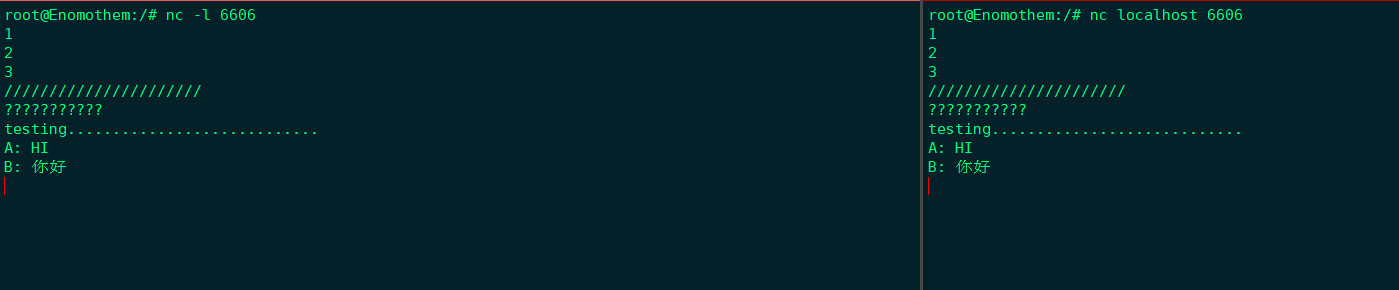 root@Enomothem:/# nc -l 6606
1
2
3
//////////////////////
???????????
testing............................
A: HI
B: 你好
root@Enomothem:/# nc localhost 6606
1
2
3
//////////////////////
???????????
testing............................
A: HI
B: 你好